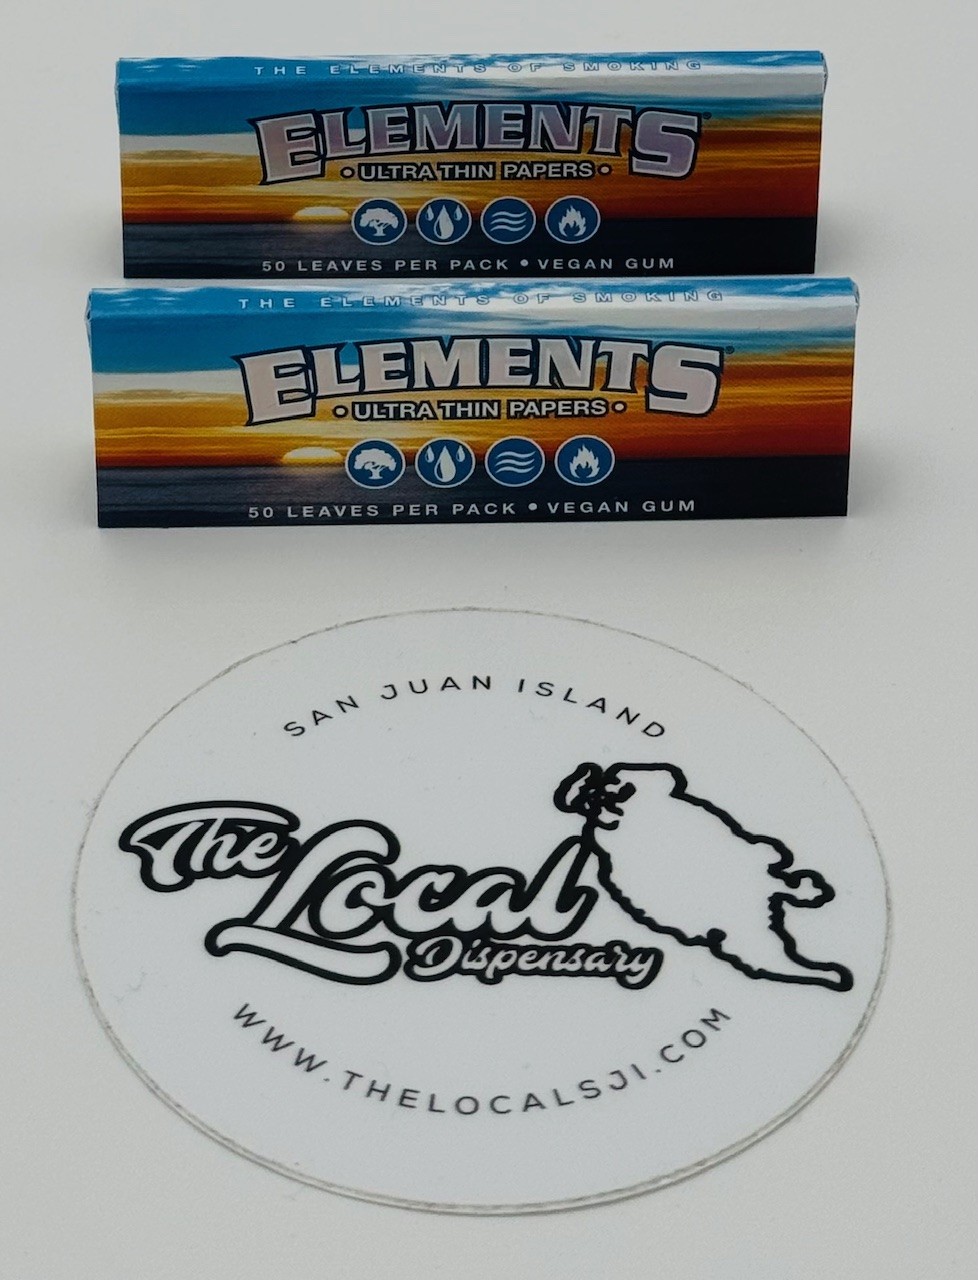 THE ELEMENTS OF SMOKING
ELEMENTS®
• ULTRA THIN PAPERS •
50 LEAVES PER PACK • VEGAN GUM
THE ELEMENTS OF SMOKING
ELEMENTS®
• ULTRA THIN PAPERS •
50 LEAVES PER PACK • VEGAN GUM
SAN JUAN ISLAND
The Local
Dispensary
WWW.THELOCALSJI.COM